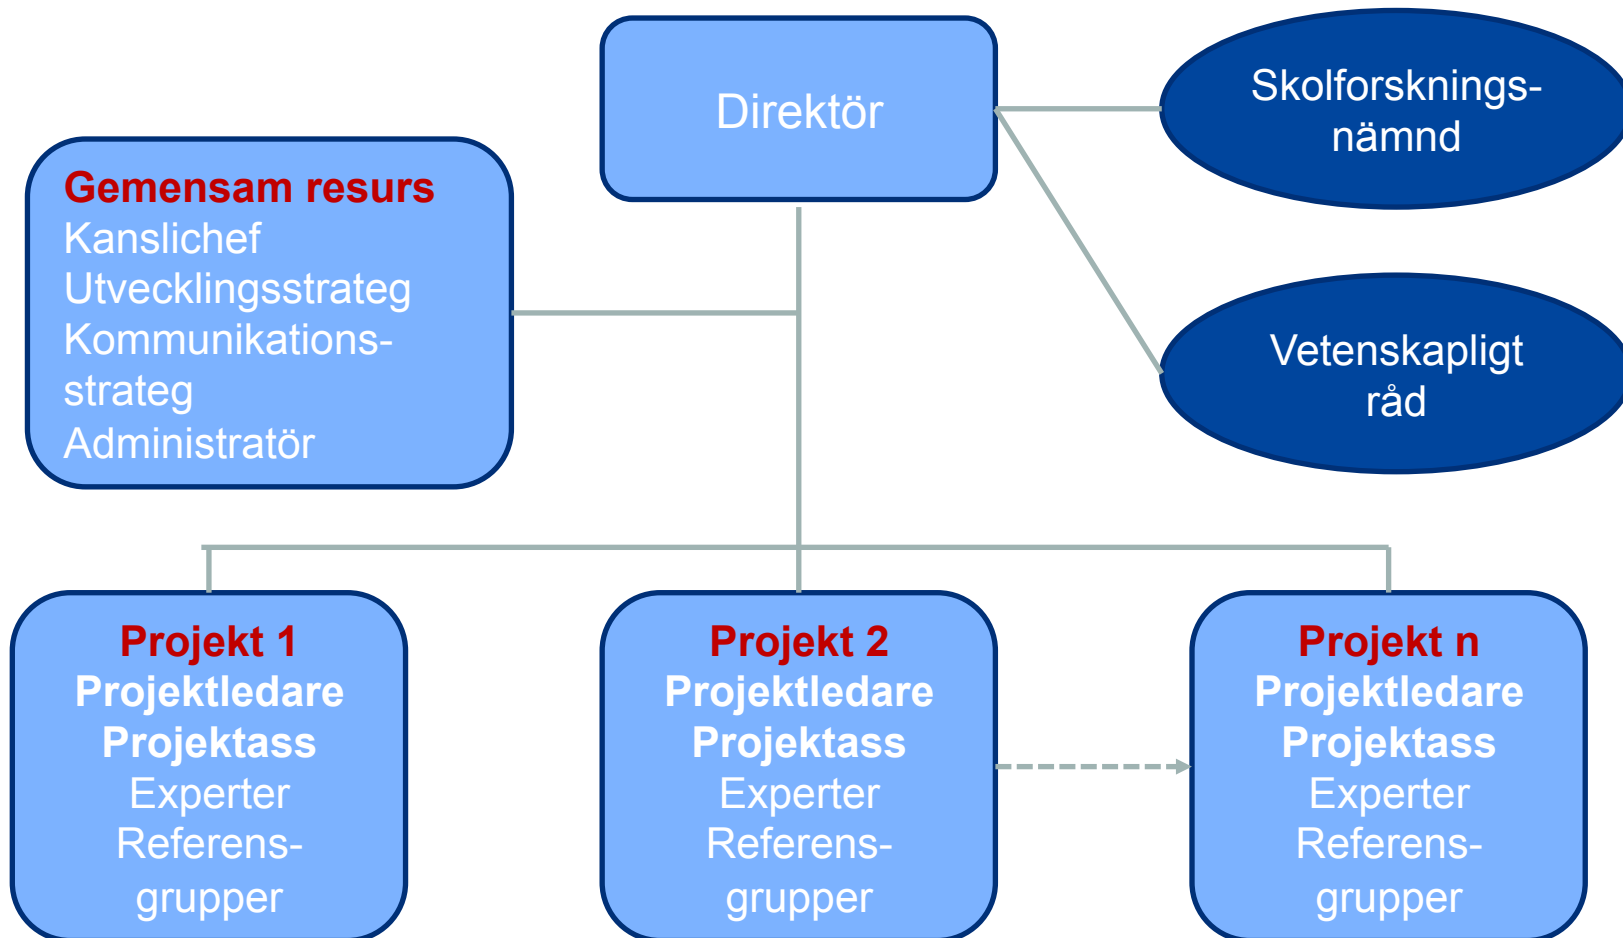 Direktör
Skolforsknings-
nämnd
Gemensam resurs
Kanslichef
Utvecklingsstrateg
Kommunikations-
strateg
Administratör
Vetenskapligt
råd
Projekt 1
Projektledare
Projektass
Experter
Referens-
grupper
Projekt 2
Projektledare
Projektass
Experter
Referens-
grupper
Projekt n
Projektledare
Projektass
Experter
Referens-
grupper